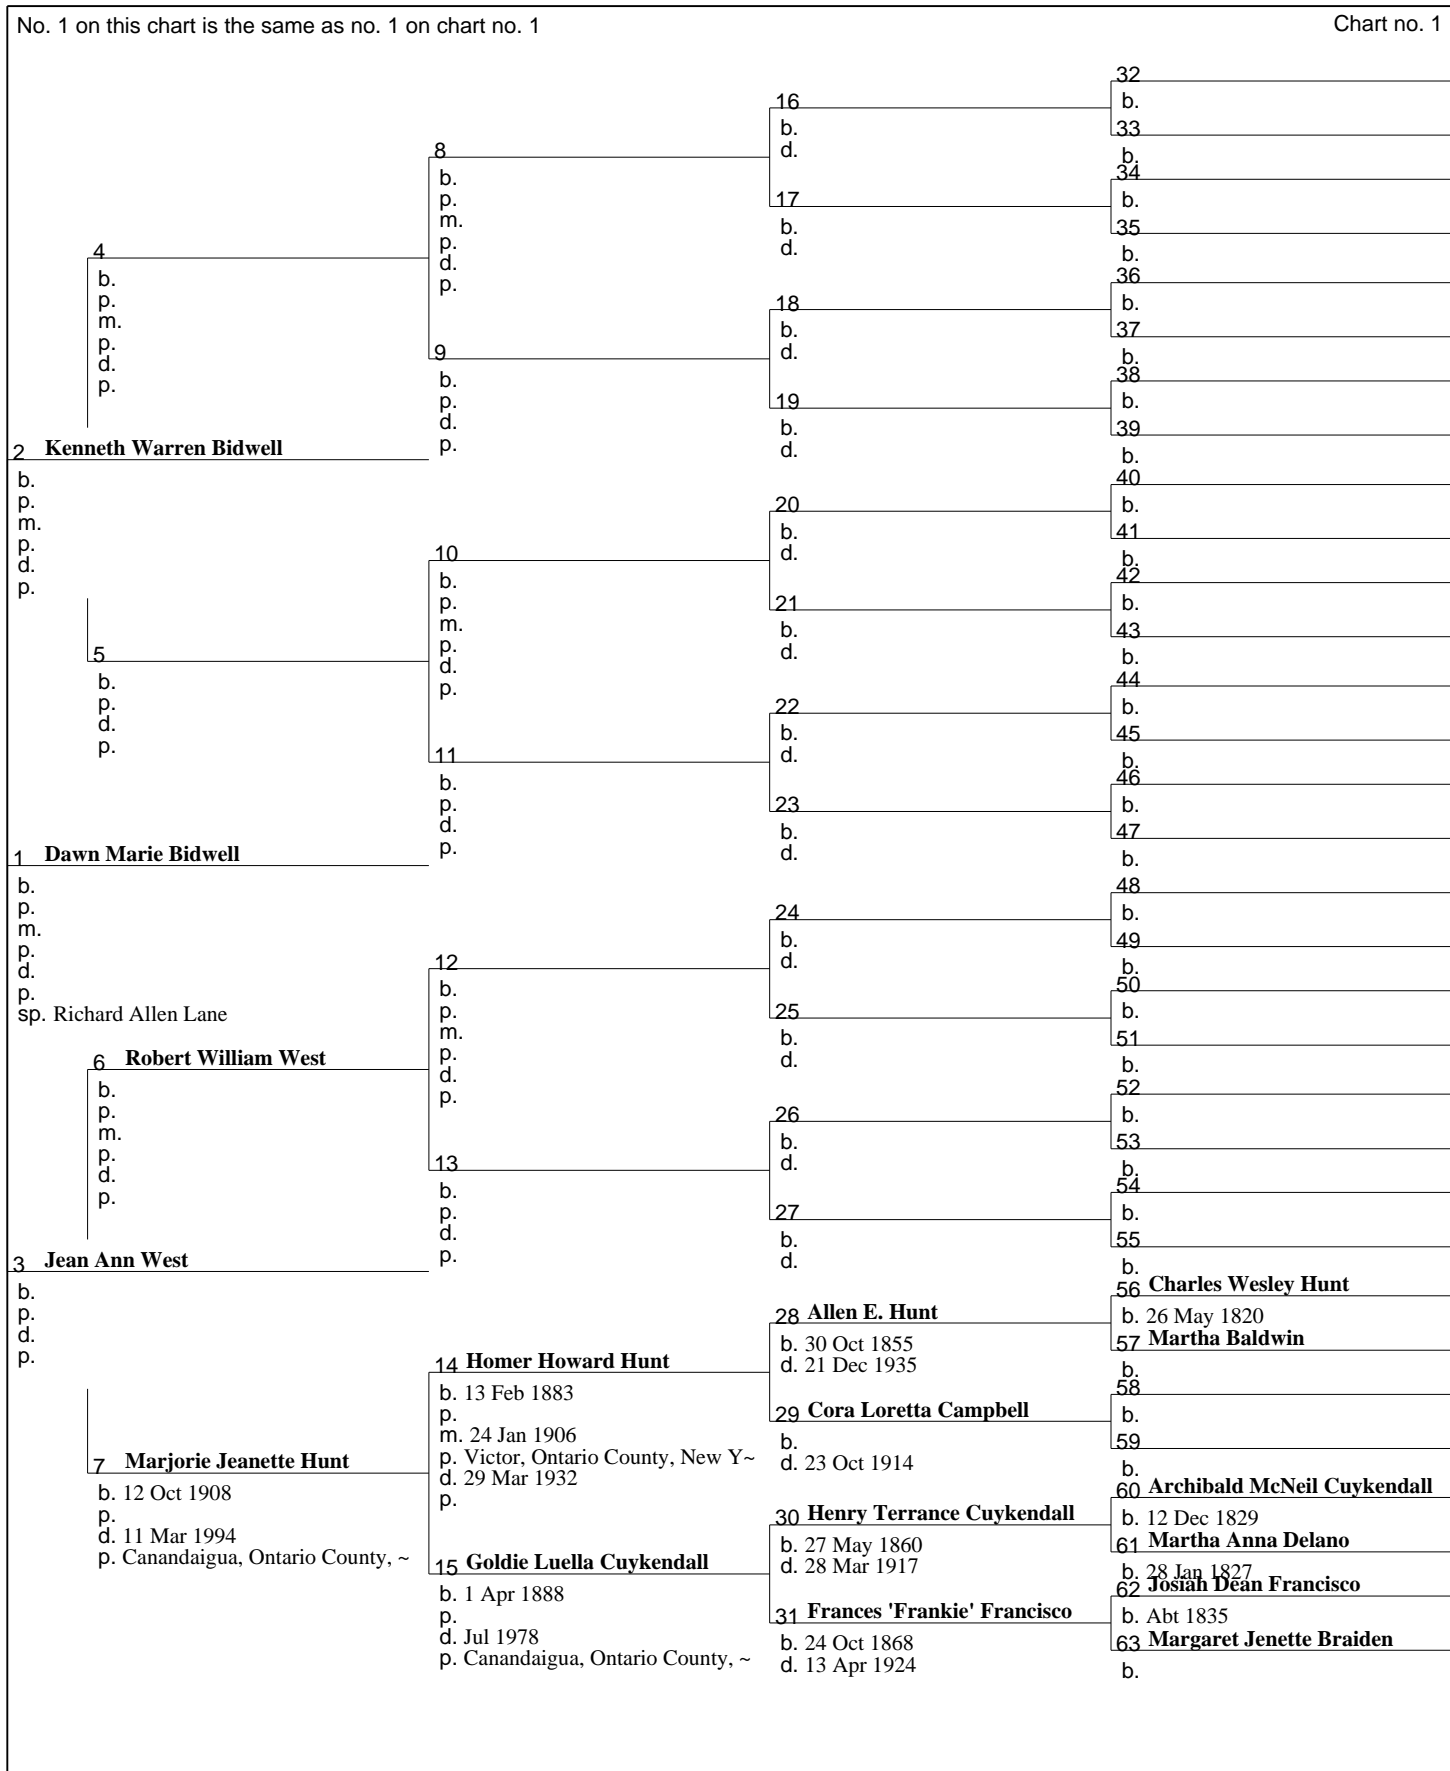 No. 1 on this chart is the same as no. 1 on chart no. 1
Chart no. 1
32
b.
33
b.
16
b.
d.
34
b.
35
b.
17
b.
d.
8
b.
p.
m.
p.
d.
p.
36
b.
37
b.
18
b.
d.
38
b.
39
b.
19
b.
d.
9
b.
p.
d.
p.
4
b.
p.
m.
p.
d.
p.
2 Kenneth Warren Bidwell
b.
p.
m.
p.
d.
p.
40
b.
41
b.
20
b.
d.
42
b.
43
b.
21
b.
d.
10
b.
p.
m.
p.
d.
p.
44
b.
45
b.
22
b.
d.
46
b.
47
b.
23
b.
d.
11
b.
p.
d.
p.
5
b.
p.
d.
p.
1 Dawn Marie Bidwell
b.
p.
m.
p.
d.
p.
sp. Richard Allen Lane
48
b.
49
b.
24
b.
d.
50
b.
51
b.
25
b.
d.
12
b.
p.
m.
p.
d.
p.
52
b.
53
b.
26
b.
d.
54
b.
55
b.
27
b.
d.
13
b.
p.
d.
p.
6 Robert William West
b.
p.
m.
p.
d.
p.
3 Jean Ann West
b.
p.
d.
p.
56 Charles Wesley Hunt
b. 26 May 1820
57 Martha Baldwin
b.
28 Allen E. Hunt
b. 30 Oct 1855
d. 21 Dec 1935
58
b.
59
b.
29 Cora Loretta Campbell
b.
d. 23 Oct 1914
14 Homer Howard Hunt
b. 13 Feb 1883
p.
m. 24 Jan 1906
p. Victor, Ontario County, New Y~
d. 29 Mar 1932
p.
7 Marjorie Jeanette Hunt
b. 12 Oct 1908
p.
d. 11 Mar 1994
p. Canandaigua, Ontario County, ~
60 Archibald McNeil Cuykendall
b. 12 Dec 1829
61 Martha Anna Delano
b. 28 Jan 1827
30 Henry Terrance Cuykendall
b. 27 May 1860
d. 28 Mar 1917
62 Josiah Dean Francisco
b. Abt 1835
63 Margaret Jenette Braiden
b.
31 Frances 'Frankie' Francisco
b. 24 Oct 1868
d. 13 Apr 1924
15 Goldie Luella Cuykendall
b. 1 Apr 1888
p.
d. Jul 1978
p. Canandaigua, Ontario County, ~